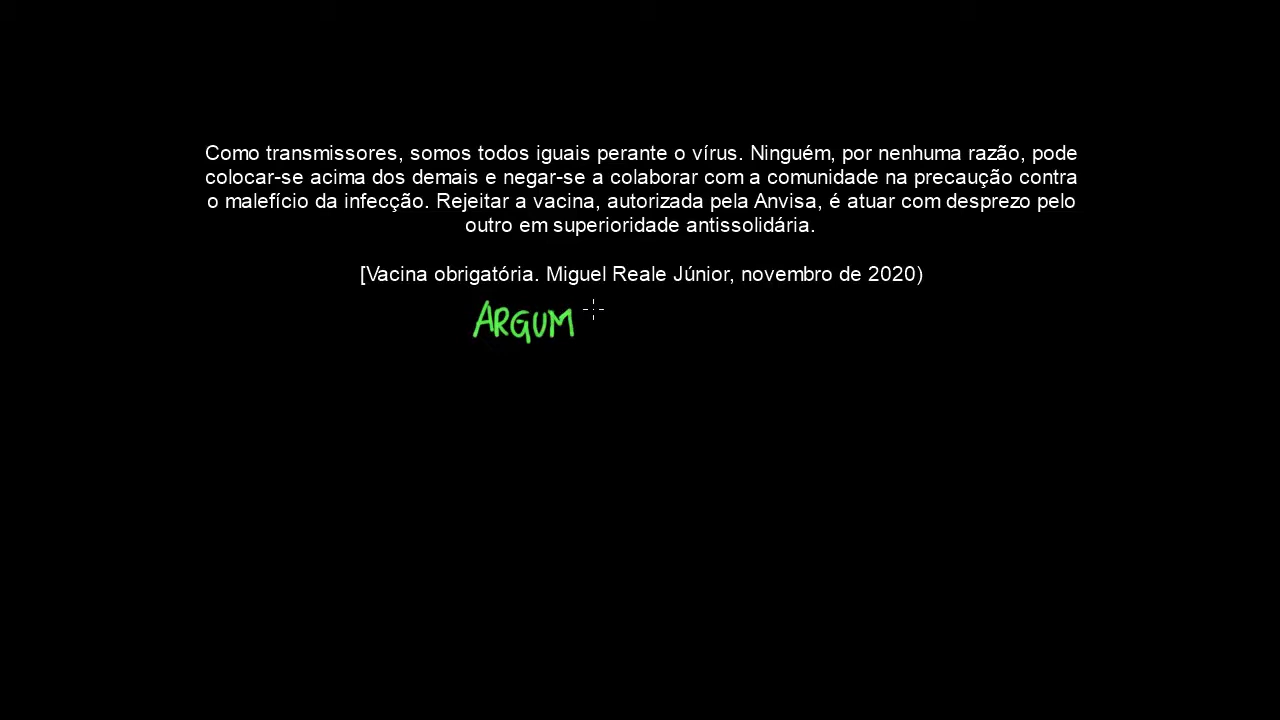 Como transmissores, somos todos iguais perante o vírus. Ninguém, por nenhuma razão, pode
colocar-se acima dos demais e negar-se a colaborar com a comunidade na precaução contra
o malefício da infecção. Rejeitar a vacina, autorizada pela Anvisa, é atuar com desprezo pelo
outro em superioridade antissolidária.
[Vacina obrigatória. Miguel Reale Júnior, novembro de 2020)
ARGUM